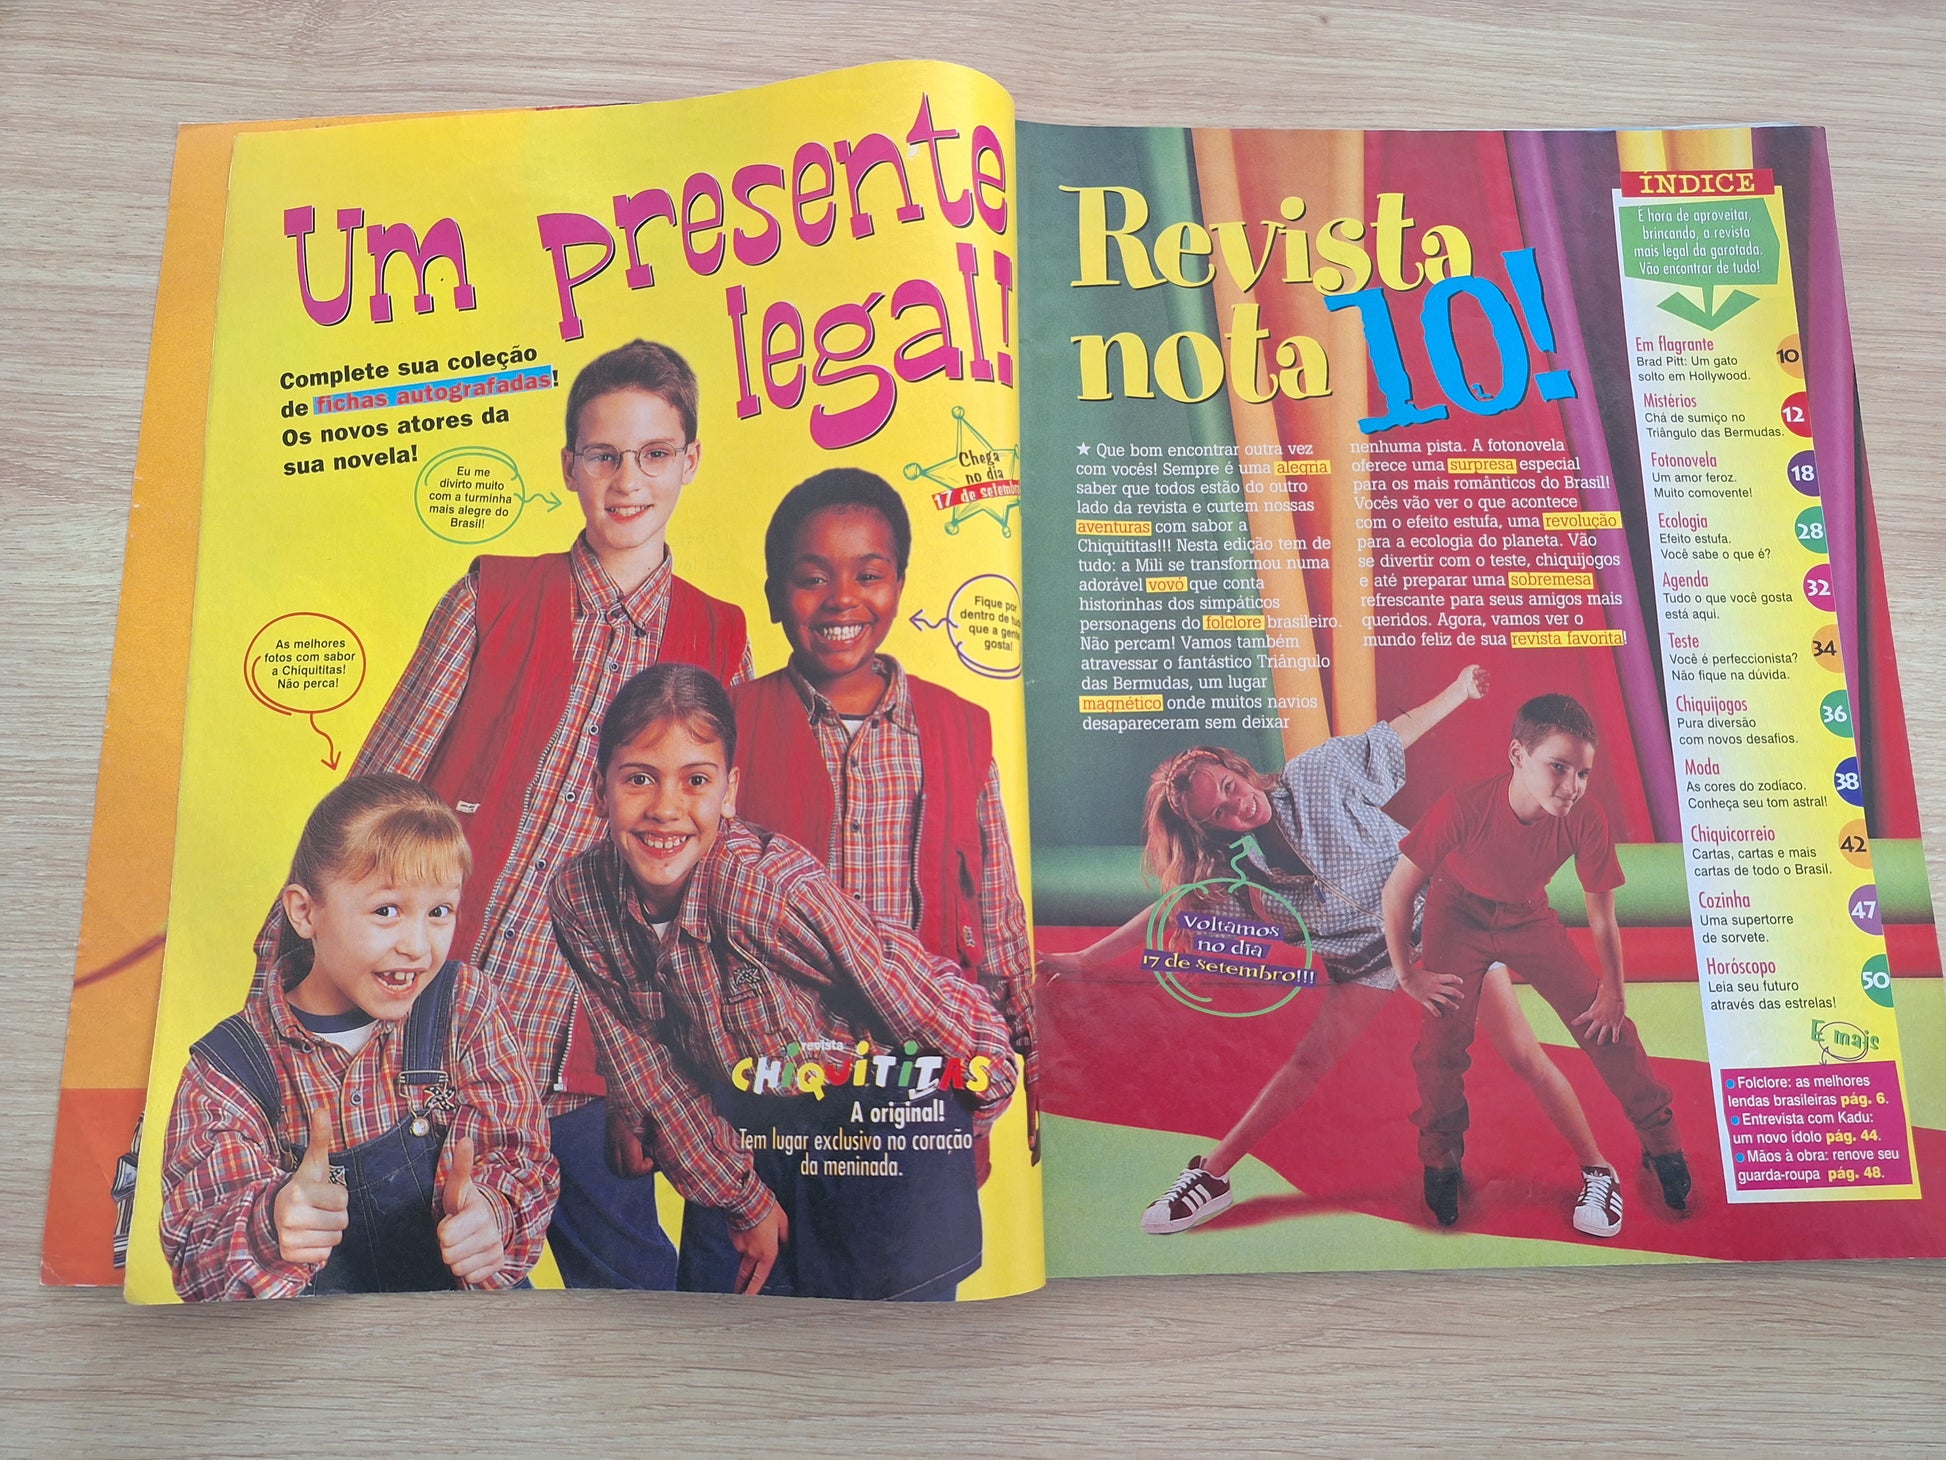 Um presente
legal!
Complete sua coleção
de fichas autografadas!
Os novos atores da
sua novela!
Eu me
divirto muito
com a turminha
mais alegre do
Brasil!
Chega
no dia
17 de setembro
As melhores
fotos com sabor
a Chiquititas!
Não perca!
Fique por
dentro de tudo
que a gente
gosta!
revista
CHiQUiTiTAS
A original!
Tem lugar exclusivo no coração
da meninada.
Revista
nota 10!
★ Que bom encontrar outra vez
com vocês! Sempre é uma alegria
saber que todos estão do outro
lado da revista e curtem nossas
aventuras com sabor a
Chiquititas!!! Nesta edição tem de
tudo: a Mili se transformou numa
adorável vovó que conta
historinhas dos simpáticos
personagens do folclore brasileiro.
Não percam! Vamos também
atravessar o fantástico Triângulo
das Bermudas, um lugar
magnético onde muitos navios
desapareceram sem deixar
nenhuma pista. A fotonovela
oferece uma surpresa especial
para os mais românticos do Brasil!
Vocês vão ver o que acontece
com o efeito estufa, uma revolução
para a ecologia do planeta. Vão
se divertir com o teste, chiquijogos
e até preparar uma sobremesa
refrescante para seus amigos mais
queridos. Agora, vamos ver o
mundo feliz de sua revista favorita!
Voltamos
no dia
17 de Setembro!!!
ÍNDICE
É hora de aproveitar,
brincando, a revista
mais legal da garotada.
Vão encontrar de tudo!
Em flagrante
Brad Pitt: Um gato
solto em Hollywood.
10
Mistérios
Chá de sumiço no
Triângulo das Bermudas.
12
Fotonovela
Um amor feroz.
Muito comovente!
18
Ecologia
Efeito estufa.
Você sabe o que é?
28
Agenda
Tudo o que você gosta
está aqui.
32
Teste
Você é perfeccionista?
Não fique na dúvida.
34
Chiquijogos
Pura diversão
com novos desafios.
36
Moda
As cores do zodíaco.
Conheça seu tom astral!
38
Chiquicorreio
Cartas, cartas e mais
cartas de todo o Brasil.
42
Cozinha
Uma supertorre
de sorvete.
47
Horóscopo
Leia seu futuro
através das estrelas!
50
E mais
Folclore: as melhores
lendas brasileiras pág. 6.
Entrevista com Kadu:
um novo ídolo pág. 44.
Mãos à obra: renove seu
guarda-roupa pág. 48.